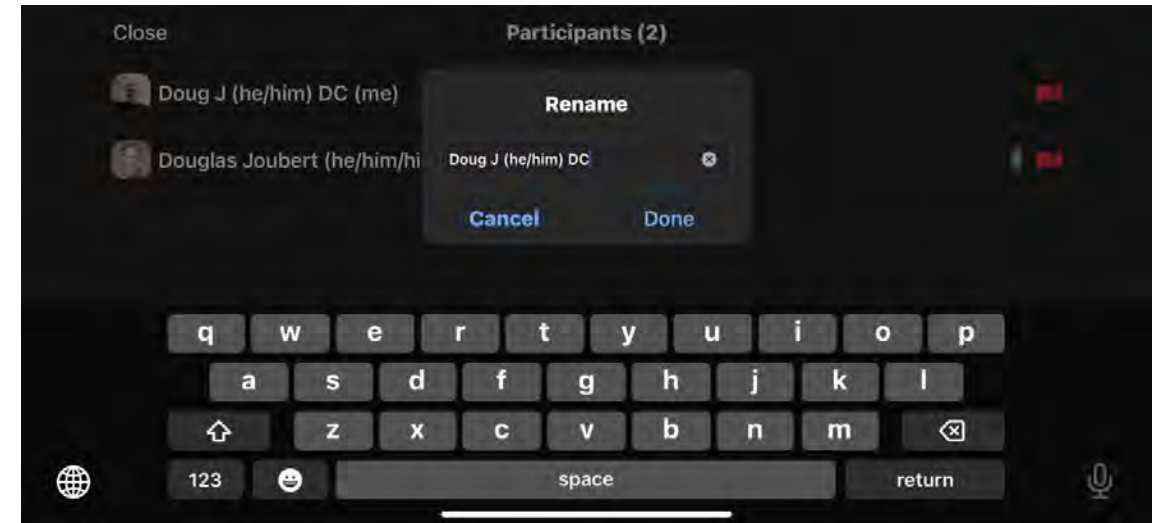 Close
Participants (2)
Doug J (he/him) DC (me)
Rename
Douglas Joubert (he/him/hi
Doug J (he/him) DC
Cancel
Done
q w e r t y u i o p
a s d f g h j k l
z x c v b n m
123
space
return